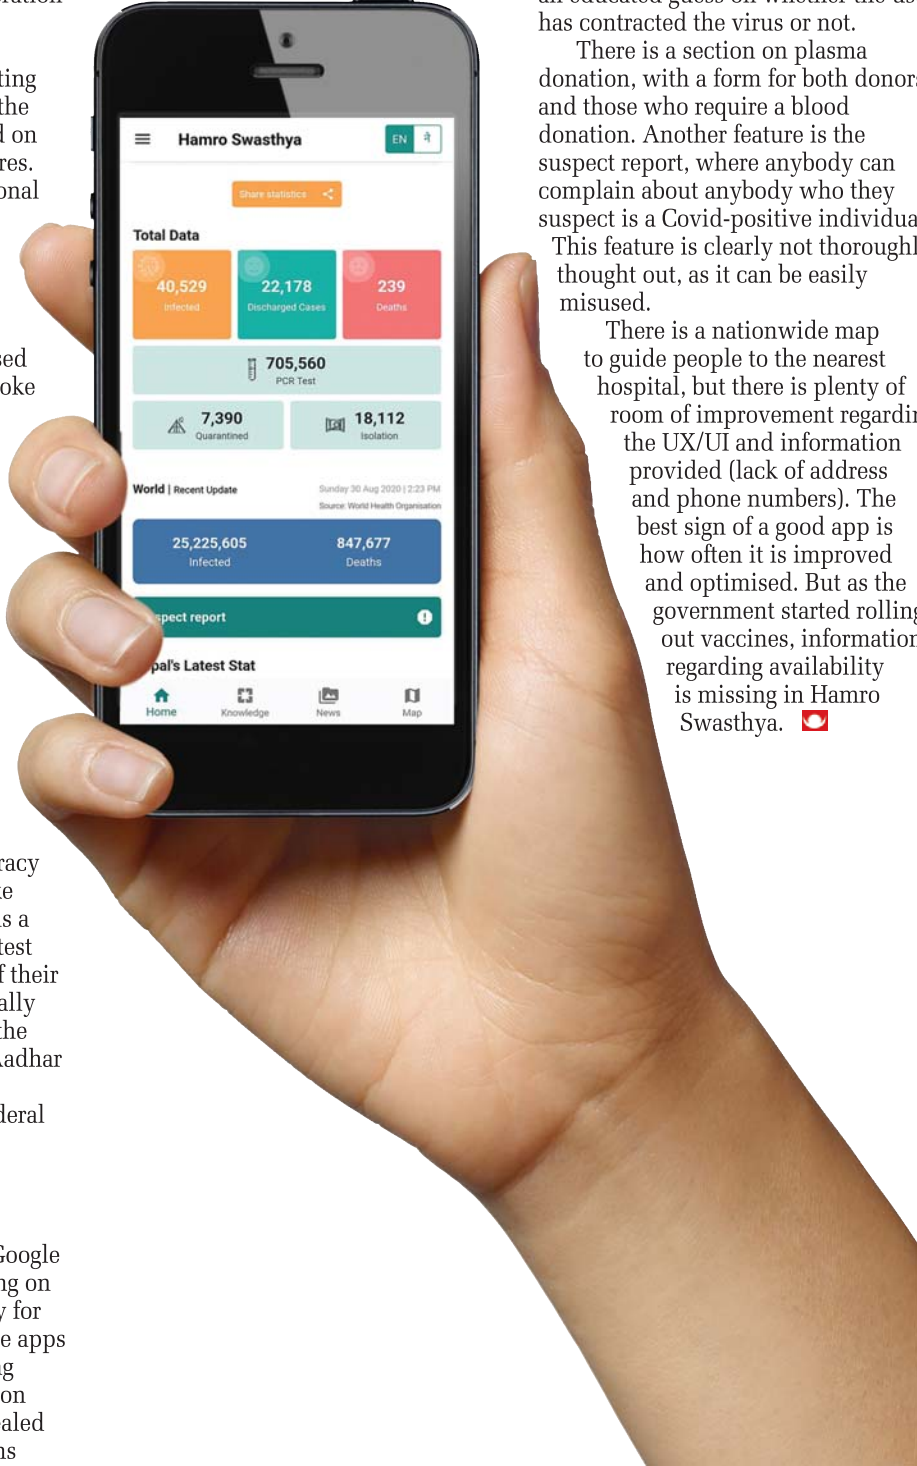 ting
the
d on
res.
onal
sed
oke
racy
ke
is a
test
f their
ally
the
Aadhar
deral
Google
ng on
y for
e apps
ng
on
ealed
ns
Hamro Swasthya
EN ने
Share statistics
Total Data
40,529
Infected
22,178
Discharged Cases
239
Deaths
705,560
PCR Test
7,390
Quarantined
18,112
Isolation
World | Recent Update
Sunday 30 Aug 2020 | 2:23 PM
Source: World Health Organisation
25,225,605
Infected
847,677
Deaths
spect report
pal's Latest Stat
Home
Knowledge
News
Map
has contracted the virus or not.
There is a section on plasma
donation, with a form for both donors
and those who require a blood
donation. Another feature is the
suspect report, where anybody can
complain about anybody who they
suspect is a Covid-positive individua
This feature is clearly not thoroughl
thought out, as it can be easily
misused.
There is a nationwide map
to guide people to the nearest
hospital, but there is plenty of
room of improvement regardin
the UX/UI and information
provided (lack of address
and phone numbers). The
best sign of a good app is
how often it is improved
and optimised. But as the
government started rolling
out vaccines, information
regarding availability
is missing in Hamro
Swasthya.